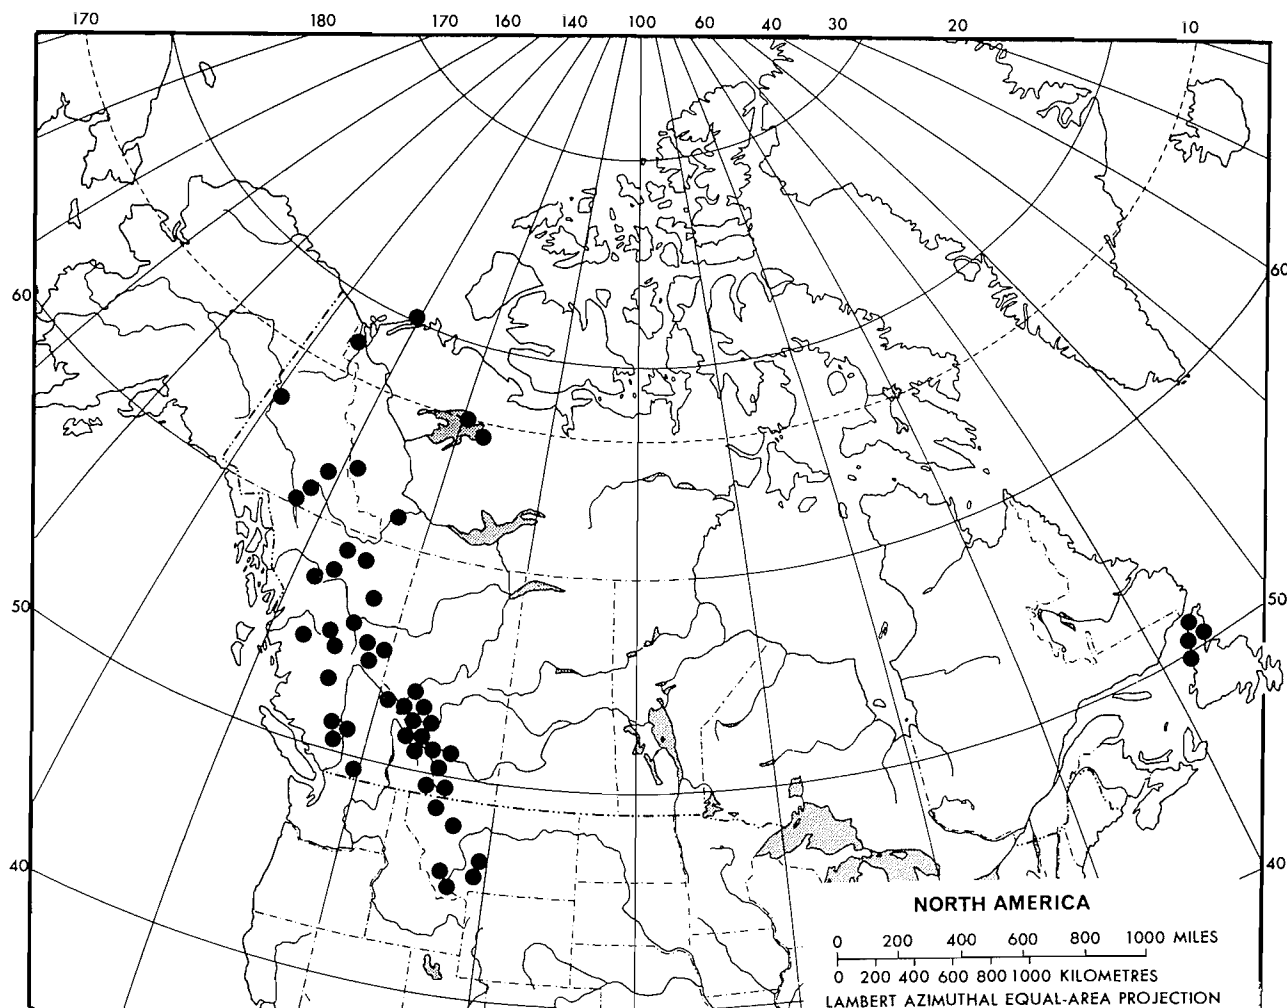 170 180 170 160 140 100 60 40 30 20 10
60 60
50 50
40 40
NORTH AMERICA
0 200 400 600 800 1000 MILES
0 200 400 600 800 1000 KILOMETRES
LAMBERT AZIMUTHAL EQUAL-AREA PROJECTION